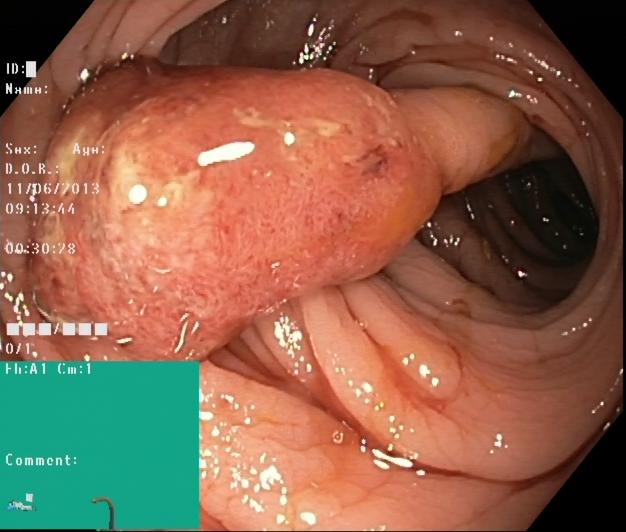 ID:
Name:
Sex: Age:
D.O.B.:
11/06/2013
09:13:44
00:30:28
0/1
Eh:A1 Cm:1
Comment: